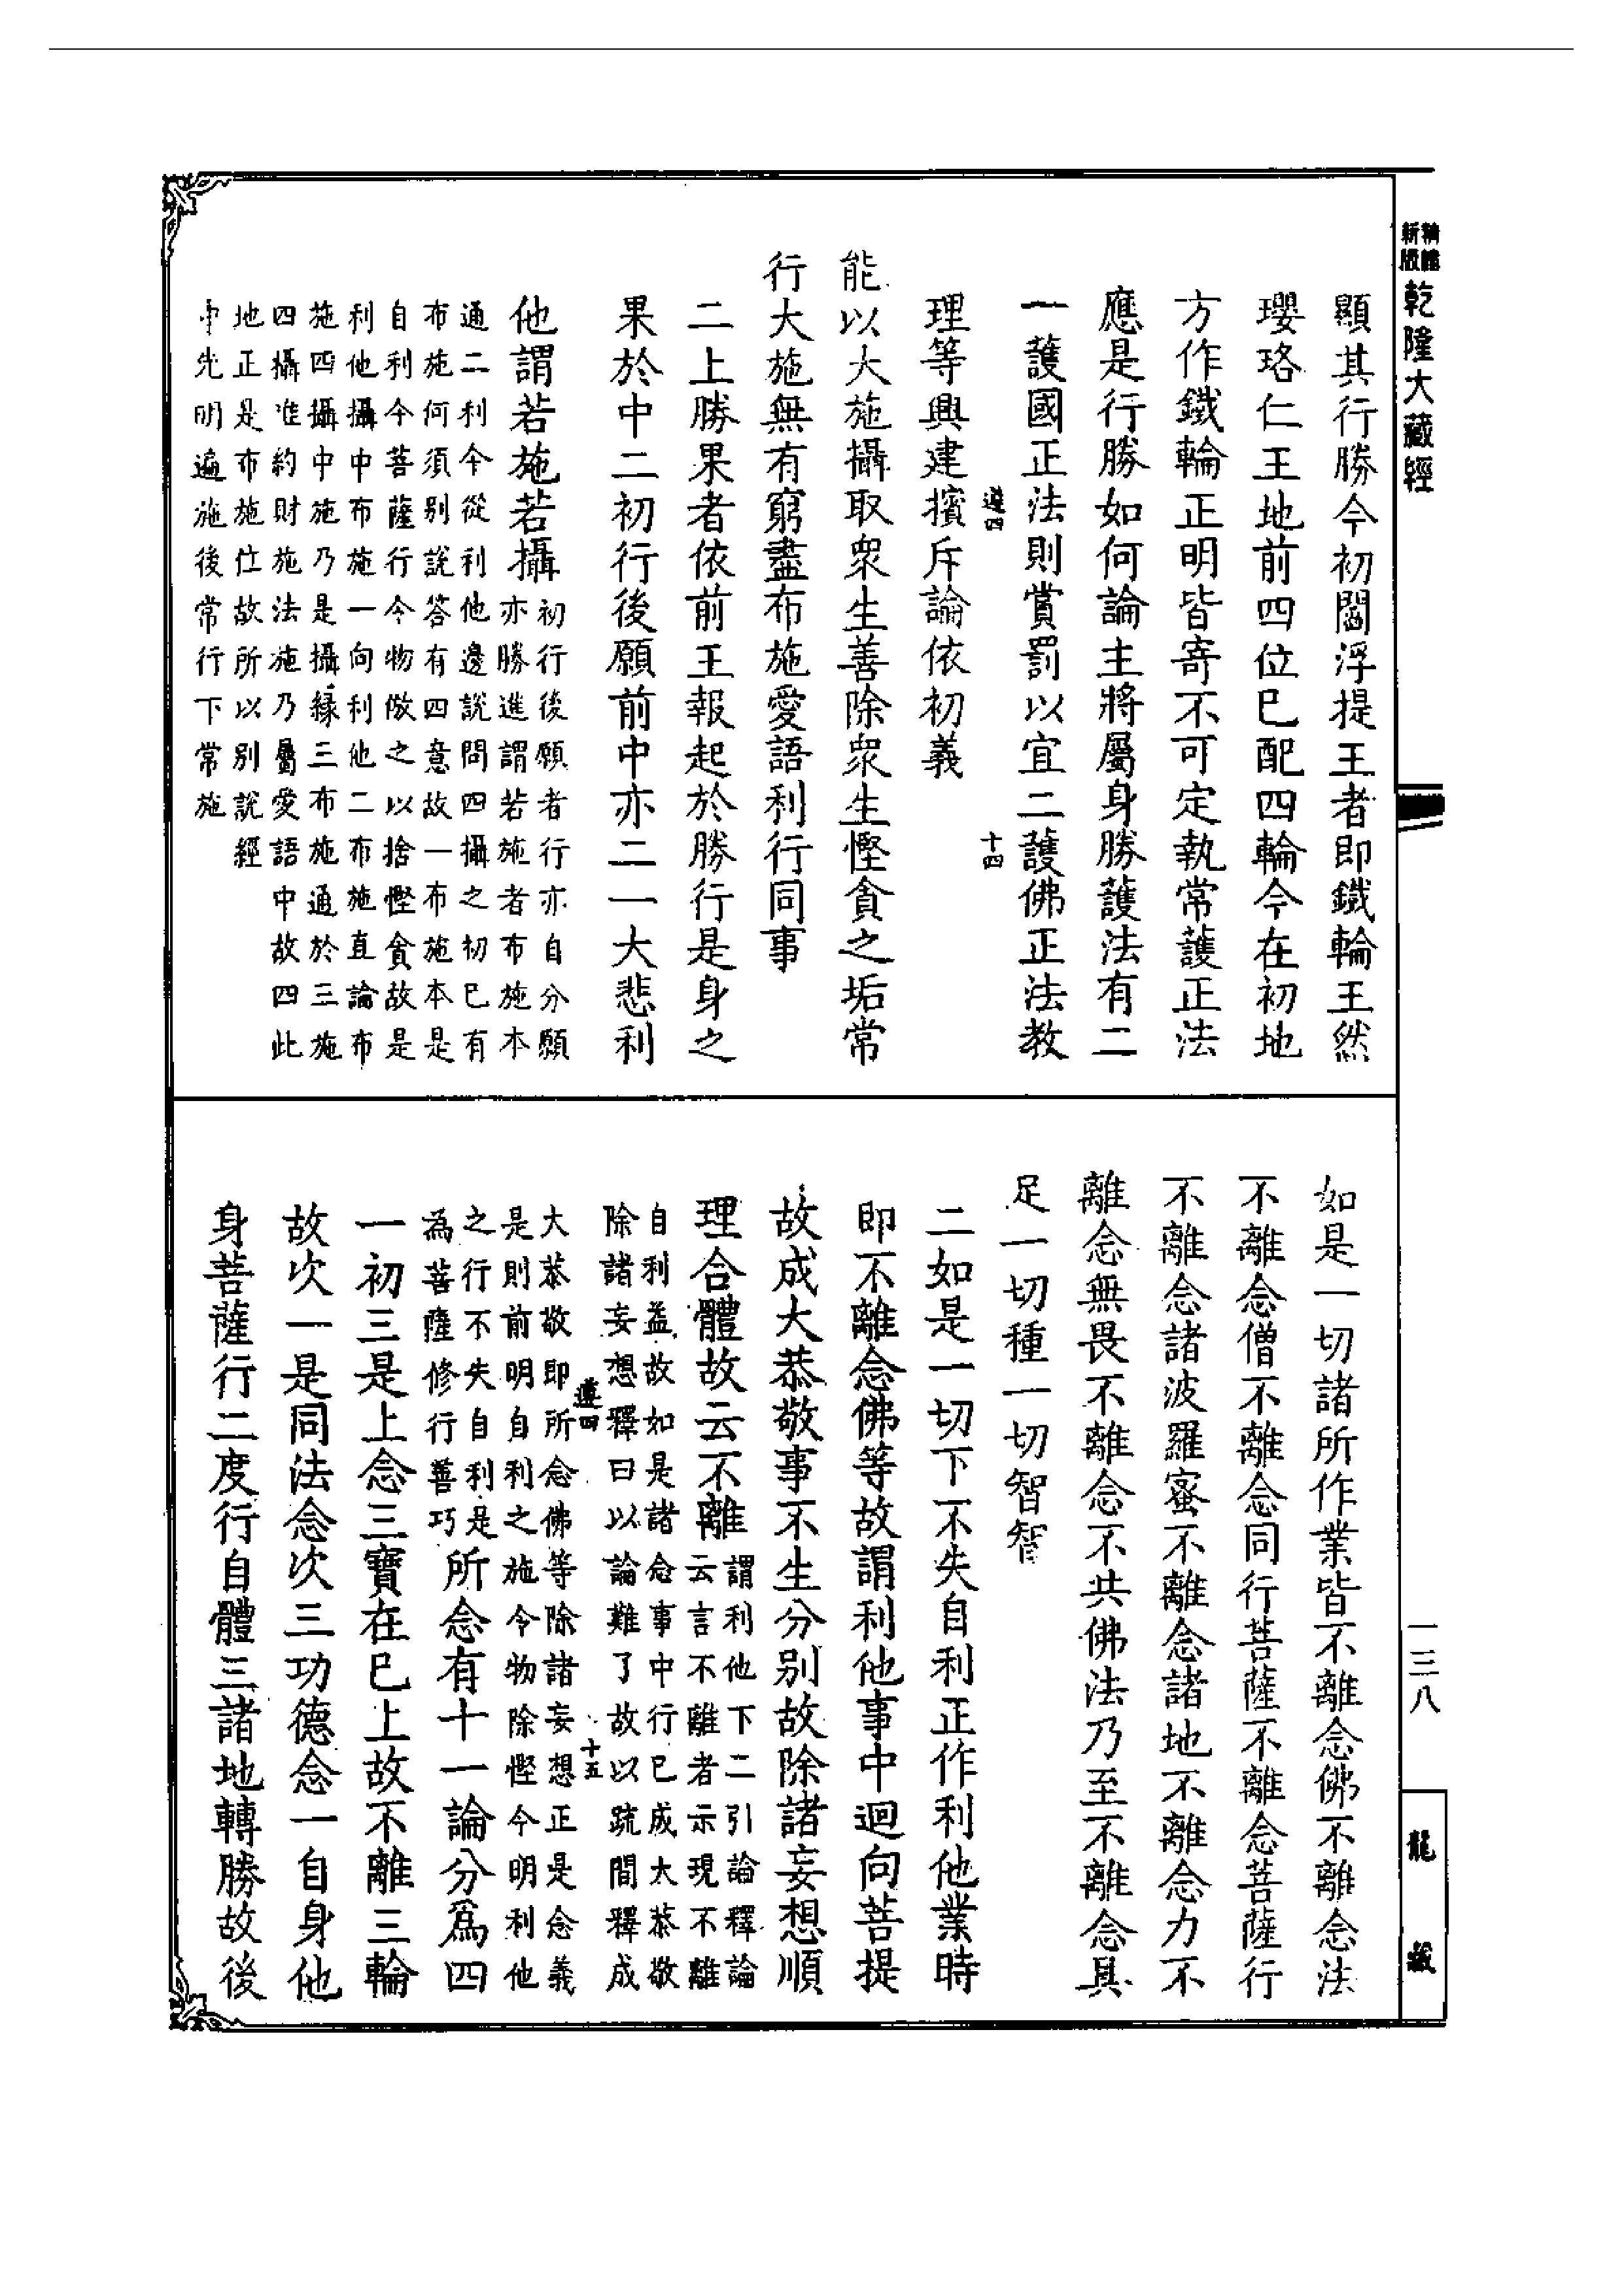 精縮
新版
乾隆大藏經
顯其行勝今初閻浮提王者即鐵輪王然
瓔珞仁王地前四位巳配四輪今在初地
方作鐵輪正明皆寄不可定執常護正法
應是行勝如何論主將屬身勝護法有二
一護國正法則賞罰以宜二護佛正法教
遵四
十四
理等興建擯斥論依初義
能以大施攝取眾生善除眾生慳貪之垢常
行大施無有窮盡布施愛語利行同事
二上勝果者依前王報起於勝行是身之
果於中二初行後願前中亦二一大悲利
他謂若施若攝
初行後願者行亦自分願
亦勝進謂若施者布施本
通二利今從利他邊說問四攝之初巳有
布施何須別說答有四意故一布施本是
自利今菩薩行今物倣之以捨慳貪故是
利他攝中布施一向利他二布施直論布
施四攝中施乃是攝緣三布施通於三施
四攝准約財施法施乃屬愛語中故四此
地正是布施位故所以別說經
中先明遍施後常行下常施
如是一切諸所作業皆不離念佛不離念法
不離念僧不離念同行菩薩不離念菩薩行
不離念諸波羅蜜不離念諸地不離念力不
離念無畏不離念不共佛法乃至不離念具
足一切種一切智智
二如是一切下不失自利正作利他業時
即不離念佛等故謂利他事中迴向菩提
故成大恭敬事不生分別故除諸妄想順
理合體故云不離
謂利他下二引論釋論
云言不離者示現不離
自利益故如是諸念事中行巳成大恭敬
除諸妄想釋曰以論難了故以疏間釋成
遵四
十五
大恭敬即所念佛等除諸妄想正是念義
是則前明自利之施令物除慳今明利他
之行不失自利是
為菩薩修行善巧
所念有十一論分為四
一初三是上念三寶在巳上故不離三輪
故次一是同法念次三功德念一自身他
身菩薩行二度行自體三諸地轉勝故後
一三八
龍藏